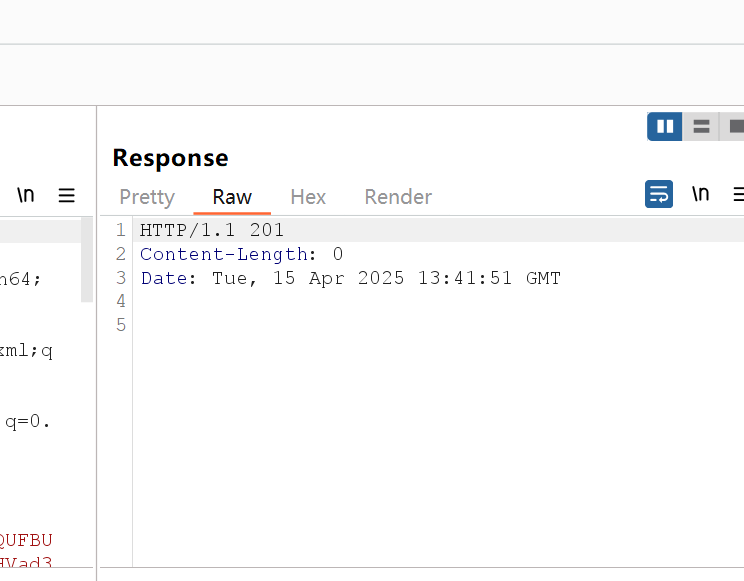 Response
\n
Pretty Raw Hex Render
\n
1 HTTP/1.1 201
2 Content-Length: 0
n64;
3 Date: Tue, 15 Apr 2025 13:41:51 GMT
4
5
xml;q
q=0.
QUFBU
HVad3